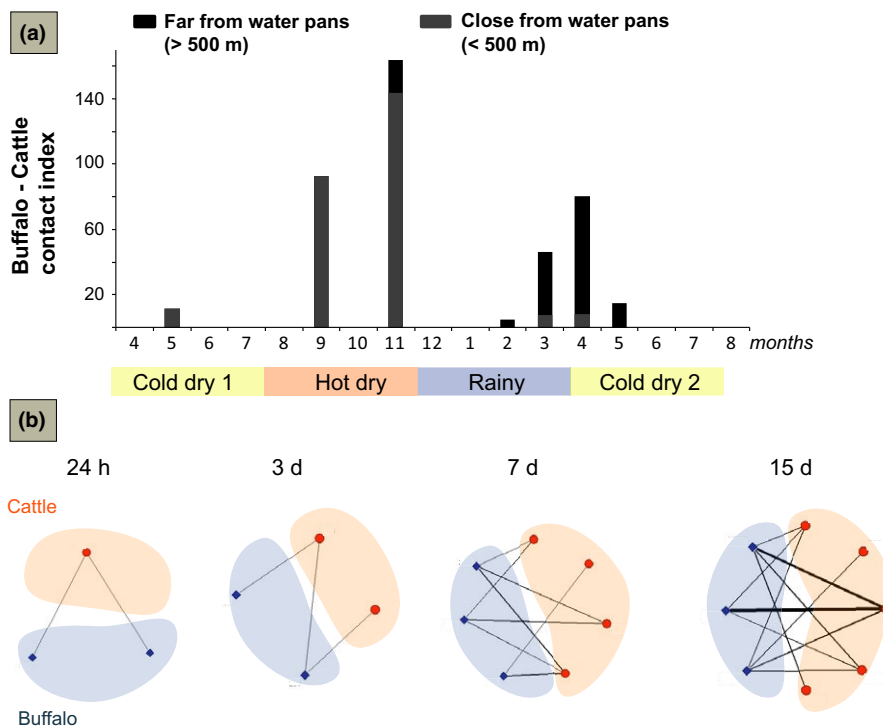 (a)
Far from water pans
(> 500 m)
Close from water pans
(< 500 m)
Buffalo - Cattle
contact index
140
100
60
20
4 5 6 7 8 9 10 11 12 1 2 3 4 5 6 7 8 months
Cold dry 1 Hot dry Rainy Cold dry 2
(b)
24 h 3 d 7 d 15 d
Cattle
Buffalo